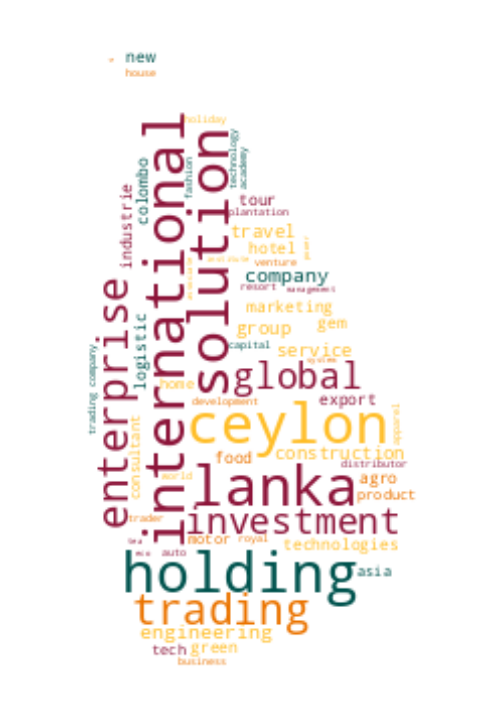 new
house
international
holiday
solution
technology
academy
fashion
colombo
industrie
tour
plantation
travel
hotel
venture
company
resort
management
enterprise
marketing
gem
group
logistic
capital
service
trading company
global
home
export
development
ceylon
apparel
consultant
construction
food
distributor
world
lanka
agro
product
trader
investment
motor
royal
technologies
tea
eco
auto
holding
asia
trading
engineering
tech
green
business